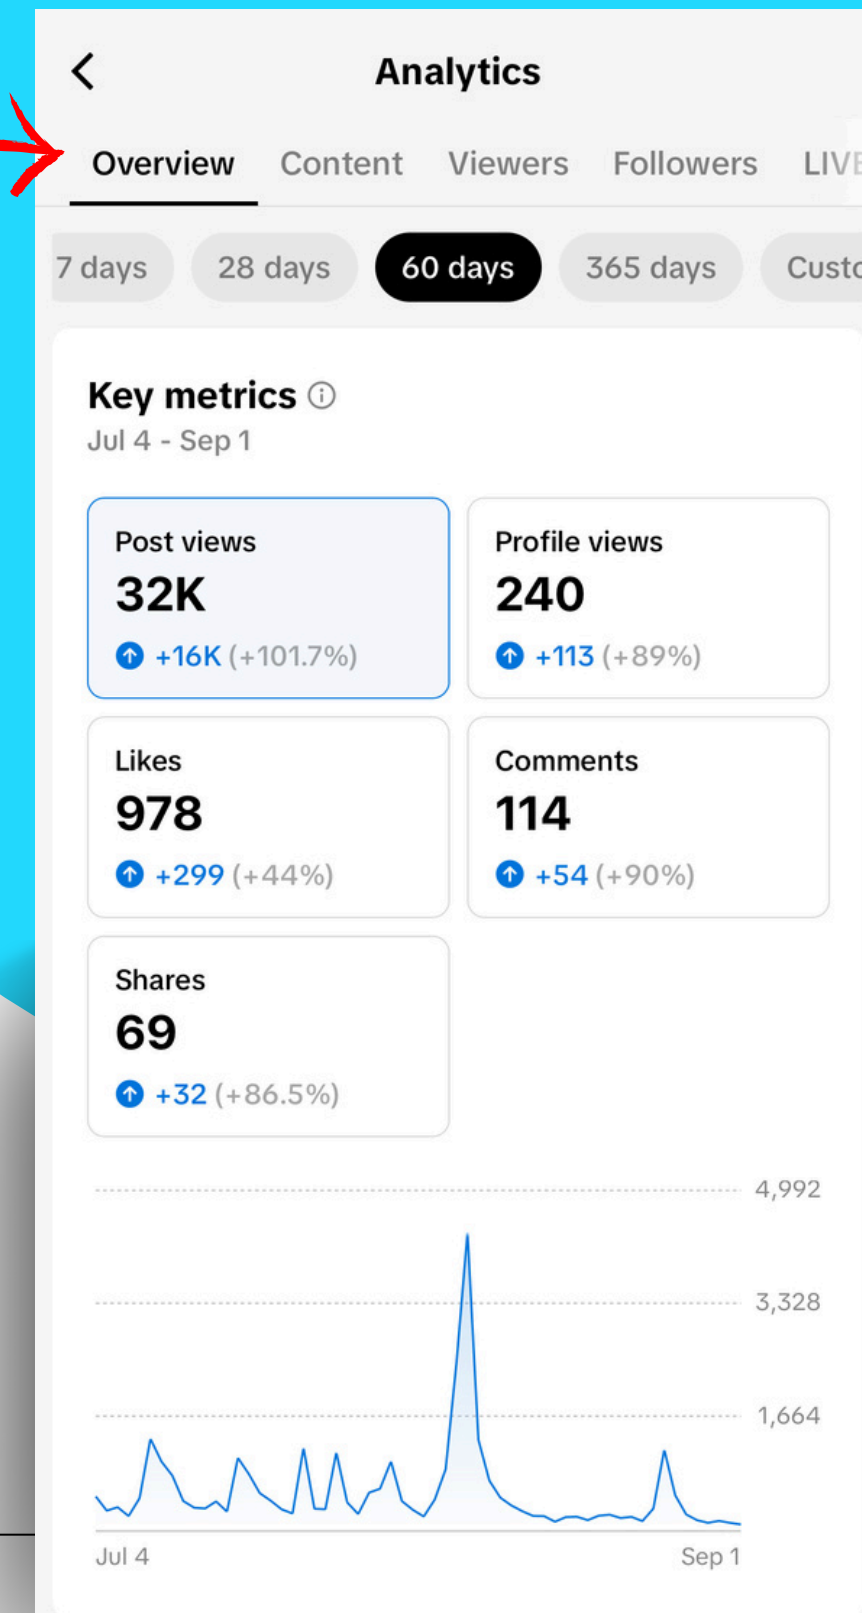 Analytics
Overview Content Viewers Followers LIVE
7 days 28 days 60 days 365 days Custo
Key metrics
Jul 4 - Sep 1
Post views
32K
+16K (+101.7%)
Profile views
240
+113 (+89%)
Likes
978
+299 (+44%)
Comments
114
+54 (+90%)
Shares
69
+32 (+86.5%)
4,992
3,328
1,664
Jul 4 Sep 1